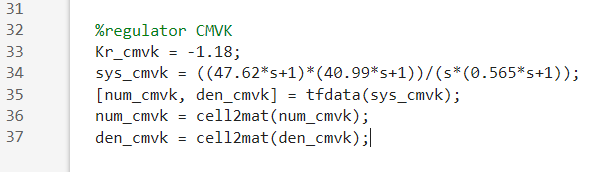 31
32 %regulator CMVK
33 Kr_cmvk = -1.18;
34 sys_cmvk = ((47.62*s+1)*(40.99*s+1))/(s*(0.565*s+1));
35 [num_cmvk, den_cmvk] = tfdata(sys_cmvk);
36 num_cmvk = cell2mat(num_cmvk);
37 den_cmvk = cell2mat(den_cmvk);